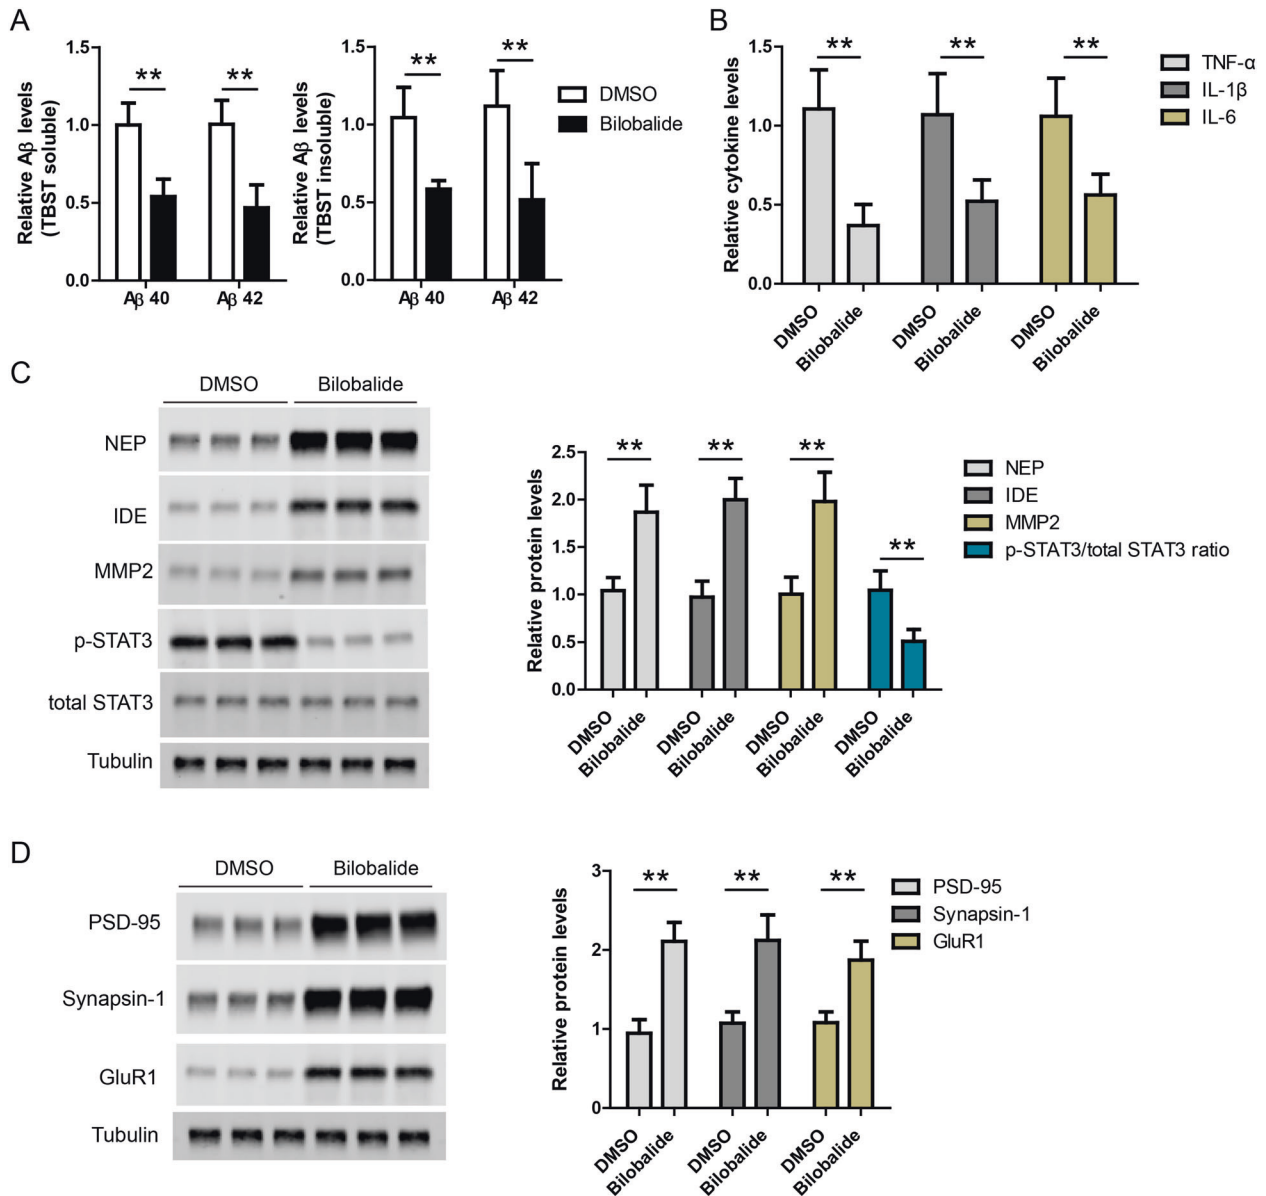 A
Relative Aβ levels
(TBST soluble)
1.5
1.0
0.5
0.0
**
**
Aβ 40
Aβ 42
Relative Aβ levels
(TBST insoluble)
1.5
1.0
0.5
0.0
**
**
Aβ 40
Aβ 42
DMSO
Bilobalide
B
Relative cytokine levels
1.5
1.0
0.5
0.0
**
**
**
DMSO
Bilobalide
DMSO
Bilobalide
DMSO
Bilobalide
TNF-α
IL-1β
IL-6
C
DMSO
Bilobalide
NEP
IDE
MMP2
p-STAT3
total STAT3
Tubulin
Relative protein levels
2.5
2.0
1.5
1.0
0.5
0.0
**
**
**
**
DMSO
Bilobalide
DMSO
Bilobalide
DMSO
Bilobalide
DMSO
Bilobalide
NEP
IDE
MMP2
p-STAT3/total STAT3 ratio
D
DMSO
Bilobalide
PSD-95
Synapsin-1
GluR1
Tubulin
Relative protein levels
3
2
1
0
**
**
**
DMSO
Bilobalide
DMSO
Bilobalide
DMSO
Bilobalide
PSD-95
Synapsin-1
GluR1